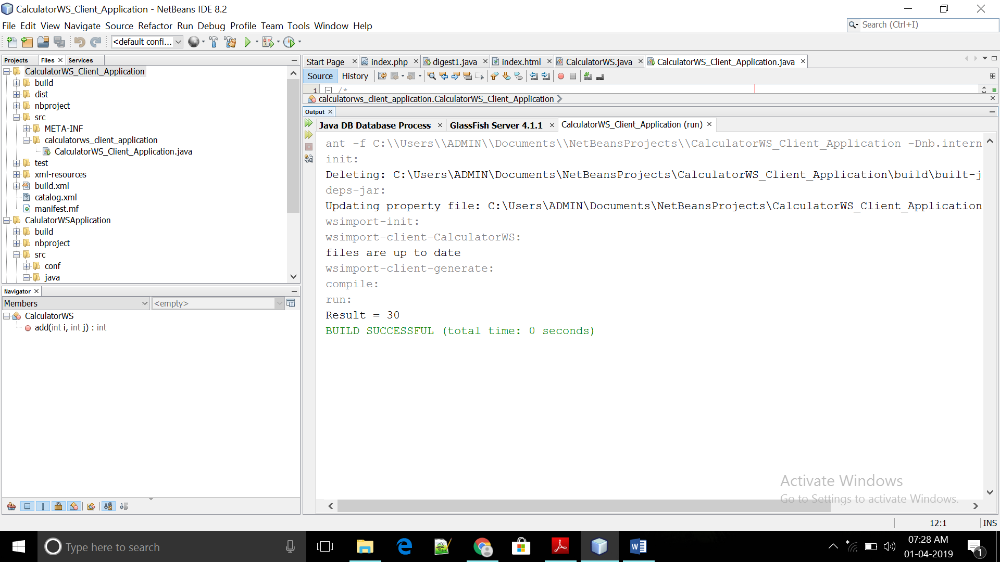 CalculatorWS_Client_Application - NetBeans IDE 8.2
File Edit View Navigate Source Refactor Run Debug Profile Team Tools Window Help
Search (Ctrl+I)
<default confi...
Projects
Files
Services
CalculatorWS_Client_Application
build
dist
nbproject
src
META-INF
calculatorws_client_application
CalculatorWS_Client_Application.java
test
xml-resources
build.xml
catalog.xml
manifest.mf
CalulatorWSApplication
build
nbproject
src
conf
java
Navigator
Members
<empty>
CalculatorWS
add(int i, int j) : int
Start Page
index.php
digest1.java
index.html
CalculatorWS.java
CalculatorWS_Client_Application.java
Source
History
1 /*
calculatorws_client_application.CalculatorWS_Client_Application
Output
Java DB Database Process
GlassFish Server 4.1.1
CalculatorWS_Client_Application (run)
ant -f C:\\Users\\ADMIN\\Documents\\NetBeansProjects\\CalculatorWS_Client_Application -Dnb.intern
init:
Deleting: C:\Users\ADMIN\Documents\NetBeansProjects\CalculatorWS_Client_Application\build\built-j
deps-jar:
Updating property file: C:\Users\ADMIN\Documents\NetBeansProjects\CalculatorWS_Client_Application
wsimport-init:
wsimport-client-CalculatorWS:
files are up to date
wsimport-client-generate:
compile:
run:
Result = 30
BUILD SUCCESSFUL (total time: 0 seconds)
Activate Windows
Go to Settings to activate Windows.
12:1
INS
Type here to search
07:28 AM
01-04-2019
1